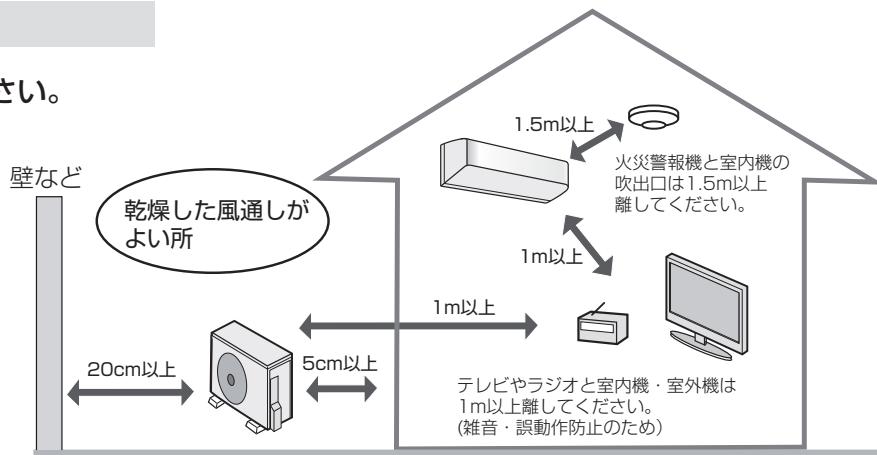 さい。
壁など
乾燥した風通しが
よい所
1.5m以上
火災警報機と室内機の
吹出口は1.5m以上
離してください。
1m以上
1m以上
20cm以上
5cm以上
テレビやラジオと室内機・室外機は
1m以上離してください。
(雑音・誤動作防止のため)